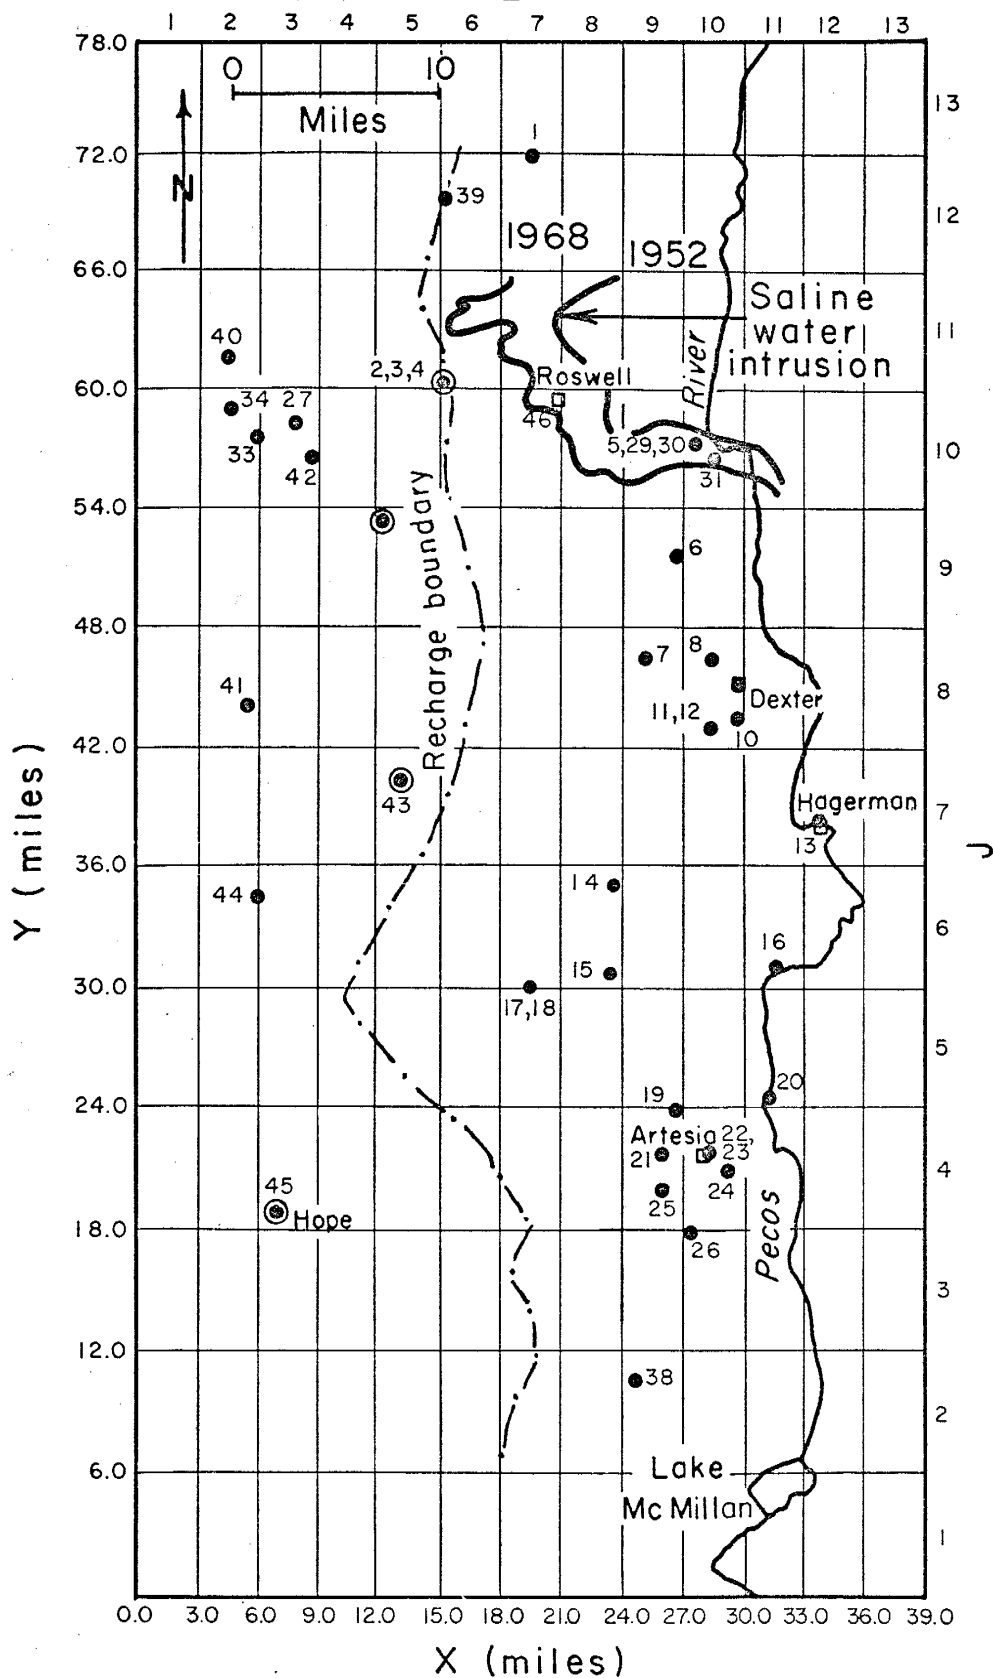 1 2 3 4 5 6 7 8 9 10 11 12 13
78.0
0 10
Miles
13
1
72.0
N
39
12
1968
1952
66.0
Saline
water
intrusion
11
40
River
2,3,4
Roswell
60.0
34 27
46
5,29,30
33
10
42
31
54.0
6
9
Recharge boundary
48.0
7 8
41
8
Dexter
11,12
10
42.0
Y (miles)
43
Hagerman
7
13
J
36.0
14
44
6
16
15
30.0
17,18
5
20
19
24.0
Artesia 22,
21 23
4
24
45
25
Hope
Pecos
18.0
26
3
12.0
38
2
6.0
Lake
Mc Millan
1
0.0 3.0 6.0 9.0 12.0 15.0 18.0 21.0 24.0 27.0 30.0 33.0 36.0 39.0
X (miles)